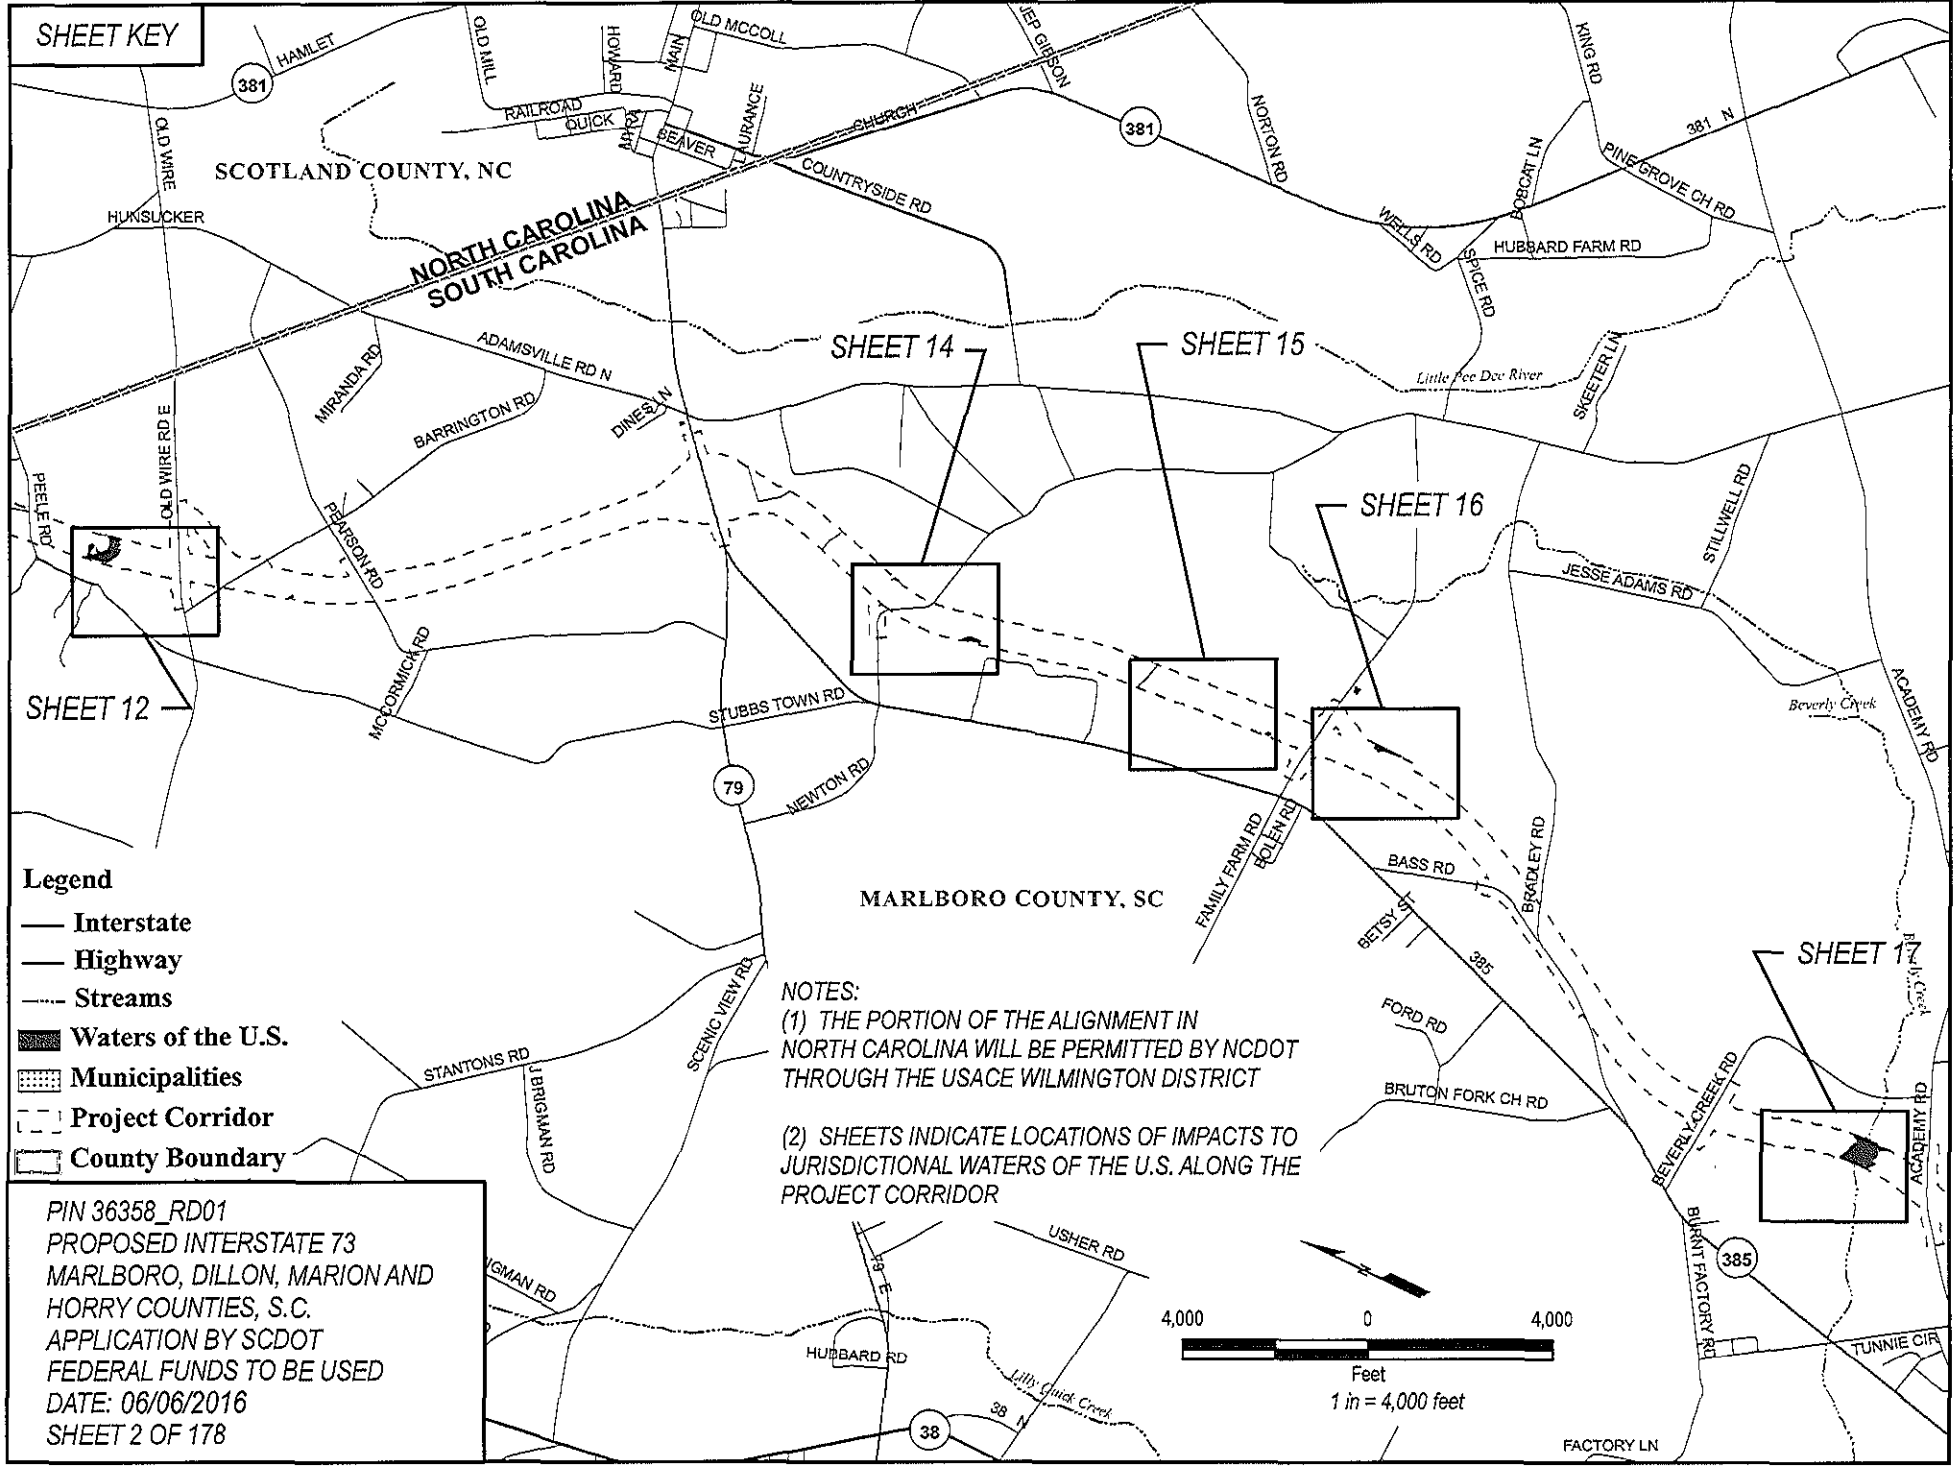 SHEET KEY
HAMLET
381
OLD MILL
HOWARD
MAIN
OLD MCCOLL
JEP GIBSON
KING RD
RAILROAD
QUICK
BEAVER
LAURANCE
CHURCH
381
NORTON RD
381 N
BOBCAT LN
PINE GROVE CH RD
OLD WIRE
SCOTLAND COUNTY, NC
COUNTRYSIDE RD
HUNSUCKER
NORTH CAROLINA
SOUTH CAROLINA
WELLS RD
HUBBARD FARM RD
SPICE RD
MIRANDA RD
ADAMSVILLE RD N
SHEET 14
SHEET 15
Little Pee Dee River
SKEETER LN
BARRINGTON RD
DINES LN
OLD WIRE RD E
PEELE RD
PEARSON RD
SHEET 16
STILLWELL RD
JESSE ADAMS RD
SHEET 12
MCCORMICK RD
STUBBS TOWN RD
Beverly Creek
ACADEMY RD
79
NEWTON RD
FAMILY FARM RD
BOLEN RD
BASS RD
BRADLEY RD
BETSY ST
MARLBORO COUNTY, SC
385
SHEET 17
Beverly Creek
Legend
Interstate
Highway
Streams
Waters of the U.S.
Municipalities
Project Corridor
County Boundary
SCENIC VIEW RD
STANTONS RD
J BRIGMAN RD
NOTES:
(1) THE PORTION OF THE ALIGNMENT IN
NORTH CAROLINA WILL BE PERMITTED BY NCDOT
THROUGH THE USACE WILMINGTON DISTRICT
(2) SHEETS INDICATE LOCATIONS OF IMPACTS TO
JURISDICTIONAL WATERS OF THE U.S. ALONG THE
PROJECT CORRIDOR
FORD RD
BRUTON FORK CH RD
BEVERLY CREEK RD
ACADEMY RD
PIN 36358_RD01
PROPOSED INTERSTATE 73
MARLBORO, DILLON, MARION AND
HORRY COUNTIES, S.C.
APPLICATION BY SCDOT
FEDERAL FUNDS TO BE USED
DATE: 06/06/2016
SHEET 2 OF 178
IGMAN RD
79 E
USHER RD
HUBBARD RD
Lilly Quick Creek
38 N
38
N
4,000 0 4,000
Feet
1 in = 4,000 feet
BURNT FACTORY RD
385
TUNNIE CIR
FACTORY LN